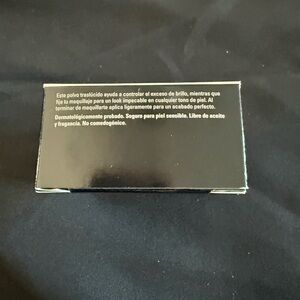 Este polvo traslúcido ayuda a controlar el exceso de brillo, mientras que
fija tu maquillaje para un look impecable en cualquier tono de piel. Al
terminar de maquillarte aplica ligeramente para un acabado perfecto.
Dermatológicamente probado. Seguro para piel sensible. Libre de aceite
y fragancia. No comedogénico.